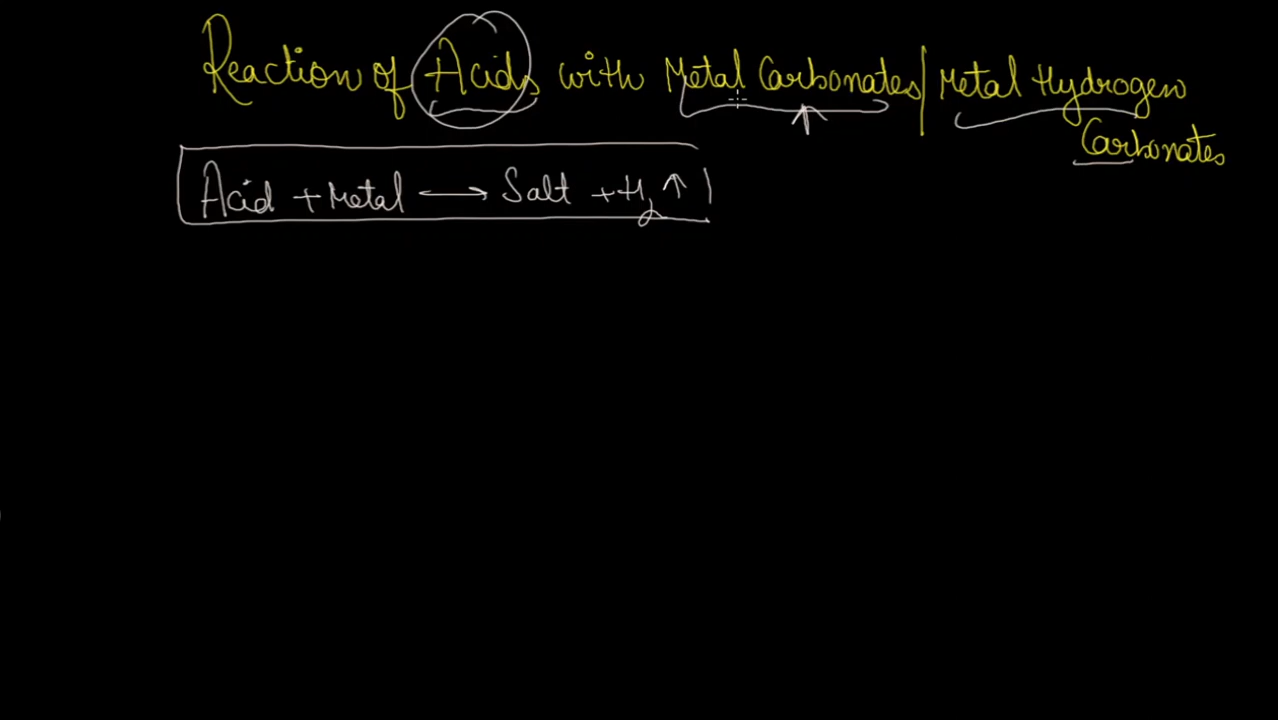 Reaction of Acids with Metal Carbonates | Metal Hydrogen
Carbonates
Acid + Metal ⟶ Salt + H₂ ↑